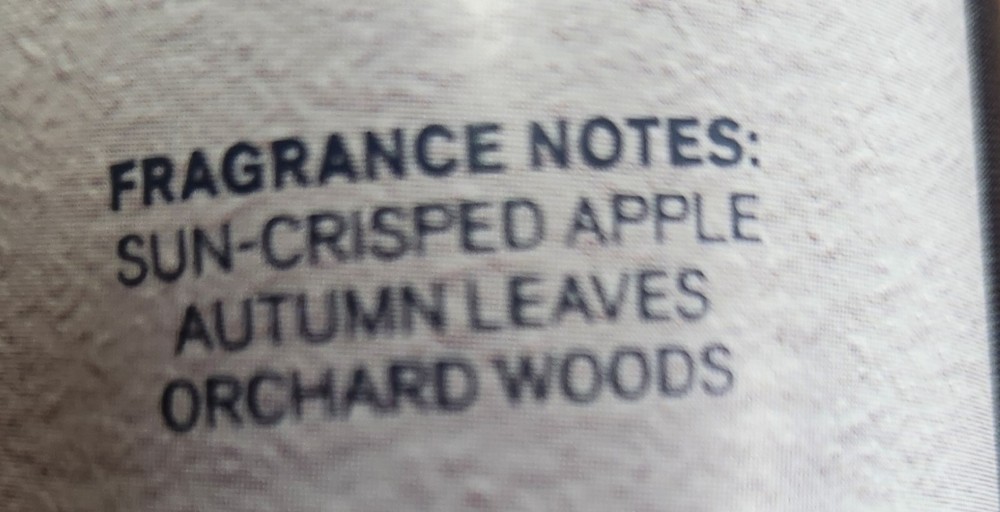 FRAGRANCE NOTES:
SUN-CRISPED APPLE
AUTUMN LEAVES
ORCHARD WOODS